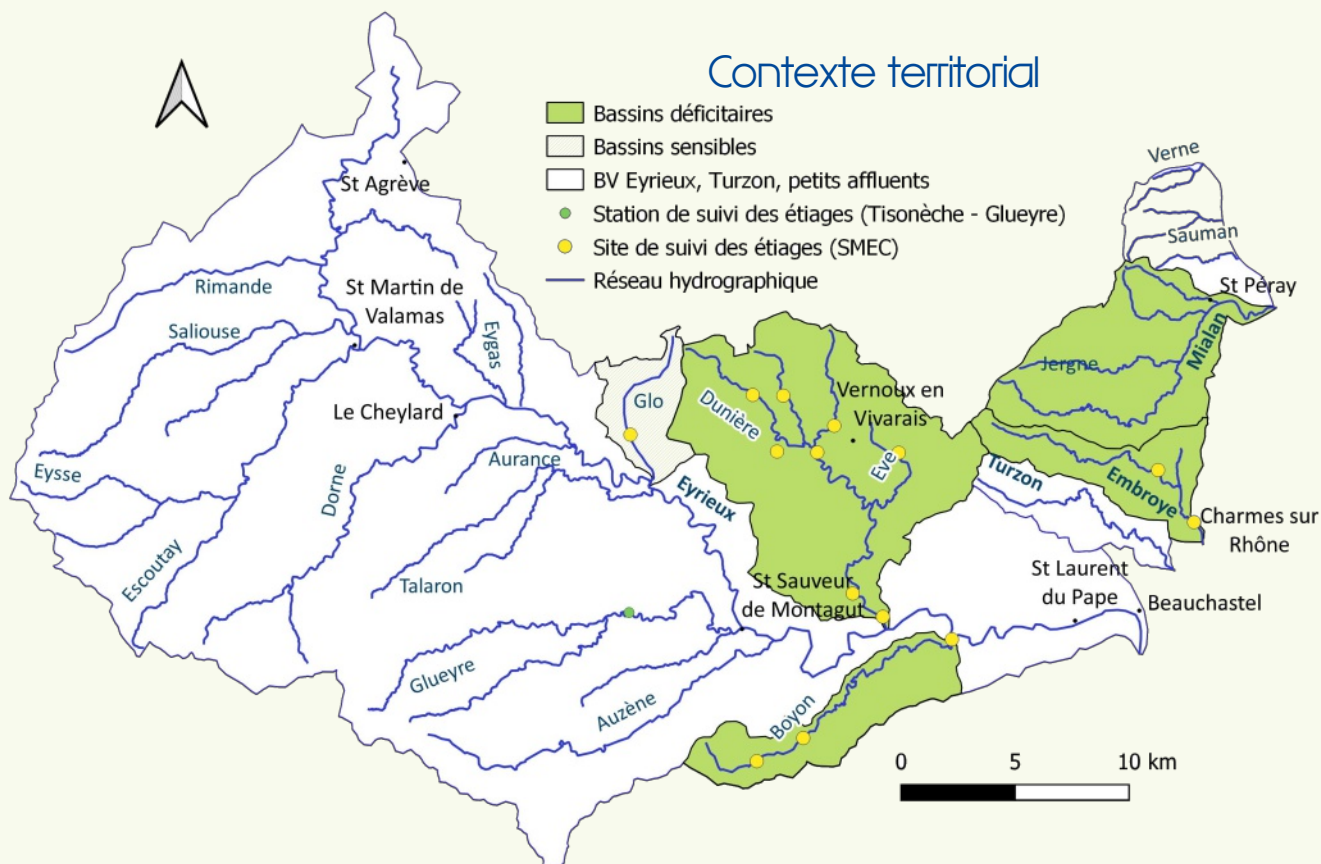 Contexte territorial
Bassins déficitaires
Bassins sensibles
BV Eyrieux, Turzon, petits affluents
Station de suivi des étiages (Tisonèche - Glueyre)
Site de suivi des étiages (SMEC)
Réseau hydrographique
Verne
Sauman
St Agrève
St Péray
Rimande
St Martin de
Valamas
Saliouse
Eygas
Mialan
Jergne
Glo
Dunière
Vernoux en
Vivarais
Le Cheylard
Eve
Aurance
Eysse
Dorne
Eyrieux
Turzon
Embroye
Charmes sur
Rhône
Escoutay
Talaron
St Sauveur
de Montagut
St Laurent
du Pape
Beauchastel
Glueyre
Auzène
Boyon
0 5 10 km